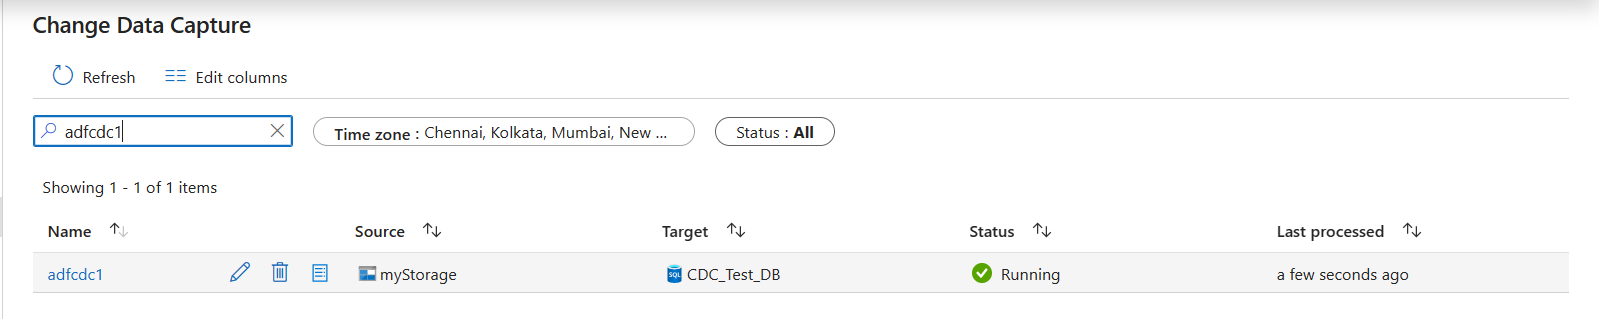 Change Data Capture
Refresh Edit columns
adfcdc1 Time zone : Chennai, Kolkata, Mumbai, New ... Status : All
Showing 1 - 1 of 1 items
Name Source Target Status Last processed
adfcdc1 myStorage SQL CDC_Test_DB Running a few seconds ago